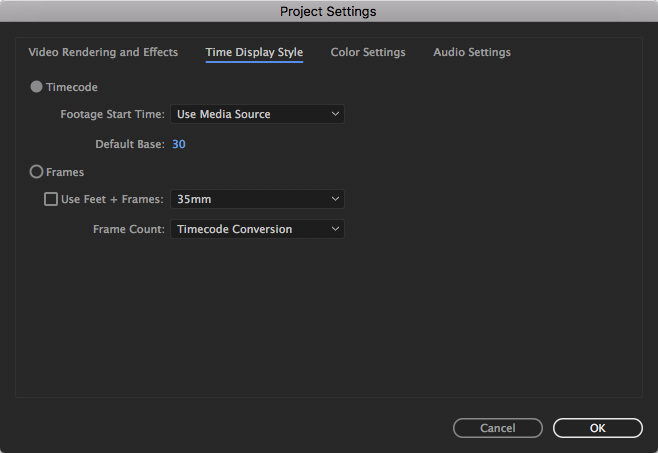 Project Settings
Video Rendering and Effects Time Display Style Color Settings Audio Settings
Timecode
Footage Start Time: Use Media Source
Default Base: 30
Frames
Use Feet + Frames: 35mm
Frame Count: Timecode Conversion
Cancel OK